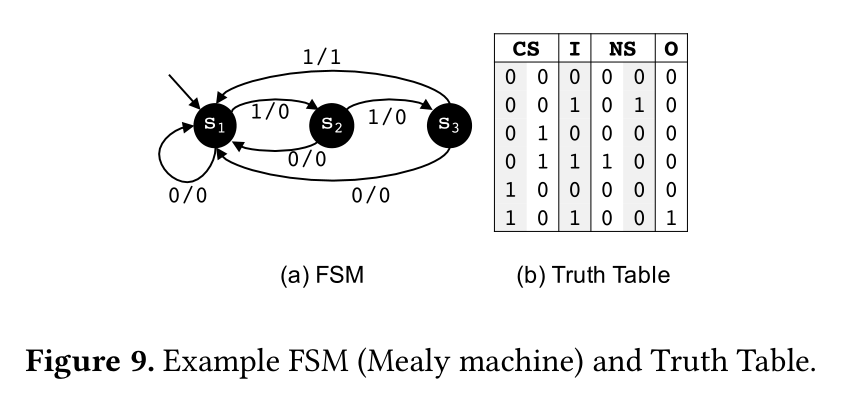 1/1
1/0
1/0
S1
S2
S3
0/0
0/0
0/0
(a) FSM
CS I NS O
0 0 0 0 0 0
0 0 1 0 1 0
0 1 0 0 0 0
0 1 1 1 0 0
1 0 0 0 0 0
1 0 1 0 0 1
(b) Truth Table
Figure 9. Example FSM (Mealy machine) and Truth Table.